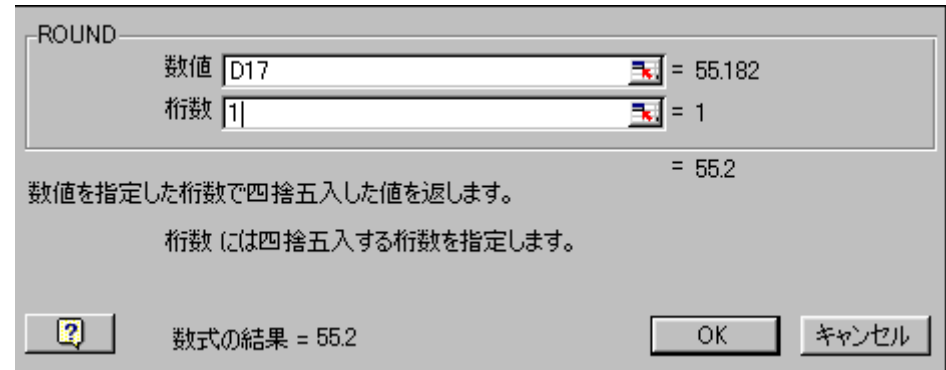 ROUND
数値 D17 = 55.182
桁数 1 = 1
= 55.2
数値を指定した桁数で四捨五入した値を返します。
桁数 には四捨五入する桁数を指定します。
数式の結果 = 55.2 OK キャンセル